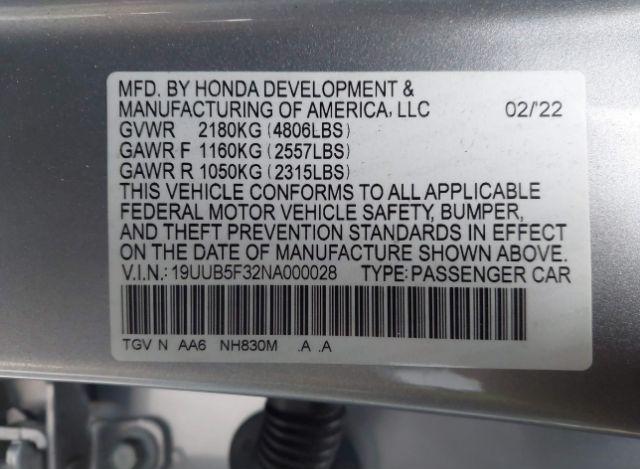 MFD. BY HONDA DEVELOPMENT &
MANUFACTURING OF AMERICA, LLC 02/'22
GVWR 2180KG (4806LBS)
GAWR F 1160KG (2557LBS)
GAWR R 1050KG (2315LBS)
THIS VEHICLE CONFORMS TO ALL APPLICABLE
FEDERAL MOTOR VEHICLE SAFETY, BUMPER,
AND THEFT PREVENTION STANDARDS IN EFFECT
ON THE DATE OF MANUFACTURE SHOWN ABOVE.
V.I.N.: 19UUB5F32NA000028 TYPE: PASSENGER CAR
TGV N AA6 NH830M .A .A